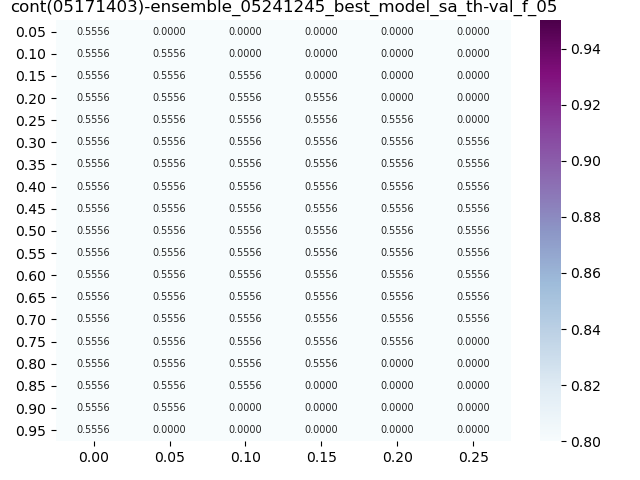 cont(05171403)-ensemble_05241245_best_model_sa_th-val_f_05
0.05 0.5556 0.0000 0.0000 0.0000 0.0000 0.0000
0.10 0.5556 0.5556 0.0000 0.0000 0.0000 0.0000
0.15 0.5556 0.5556 0.5556 0.0000 0.0000 0.0000
0.20 0.5556 0.5556 0.5556 0.5556 0.0000 0.0000
0.25 0.5556 0.5556 0.5556 0.5556 0.5556 0.0000
0.30 0.5556 0.5556 0.5556 0.5556 0.5556 0.5556
0.35 0.5556 0.5556 0.5556 0.5556 0.5556 0.5556
0.40 0.5556 0.5556 0.5556 0.5556 0.5556 0.5556
0.45 0.5556 0.5556 0.5556 0.5556 0.5556 0.5556
0.50 0.5556 0.5556 0.5556 0.5556 0.5556 0.5556
0.55 0.5556 0.5556 0.5556 0.5556 0.5556 0.5556
0.60 0.5556 0.5556 0.5556 0.5556 0.5556 0.5556
0.65 0.5556 0.5556 0.5556 0.5556 0.5556 0.5556
0.70 0.5556 0.5556 0.5556 0.5556 0.5556 0.5556
0.75 0.5556 0.5556 0.5556 0.5556 0.5556 0.0000
0.80 0.5556 0.5556 0.5556 0.5556 0.0000 0.0000
0.85 0.5556 0.5556 0.5556 0.0000 0.0000 0.0000
0.90 0.5556 0.5556 0.0000 0.0000 0.0000 0.0000
0.95 0.5556 0.0000 0.0000 0.0000 0.0000 0.0000
0.00 0.05 0.10 0.15 0.20 0.25
0.94
0.92
0.90
0.88
0.86
0.84
0.82
0.80